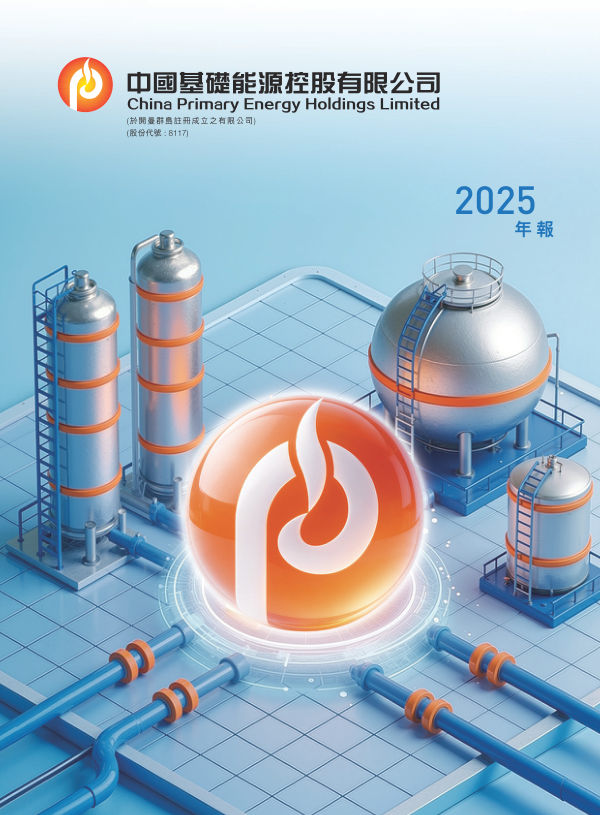 中國基礎能源控股有限公司
China Primary Energy Holdings Limited
(於開曼群島註冊成立之有限公司)
(股份代號 : 8117)
2025
年報